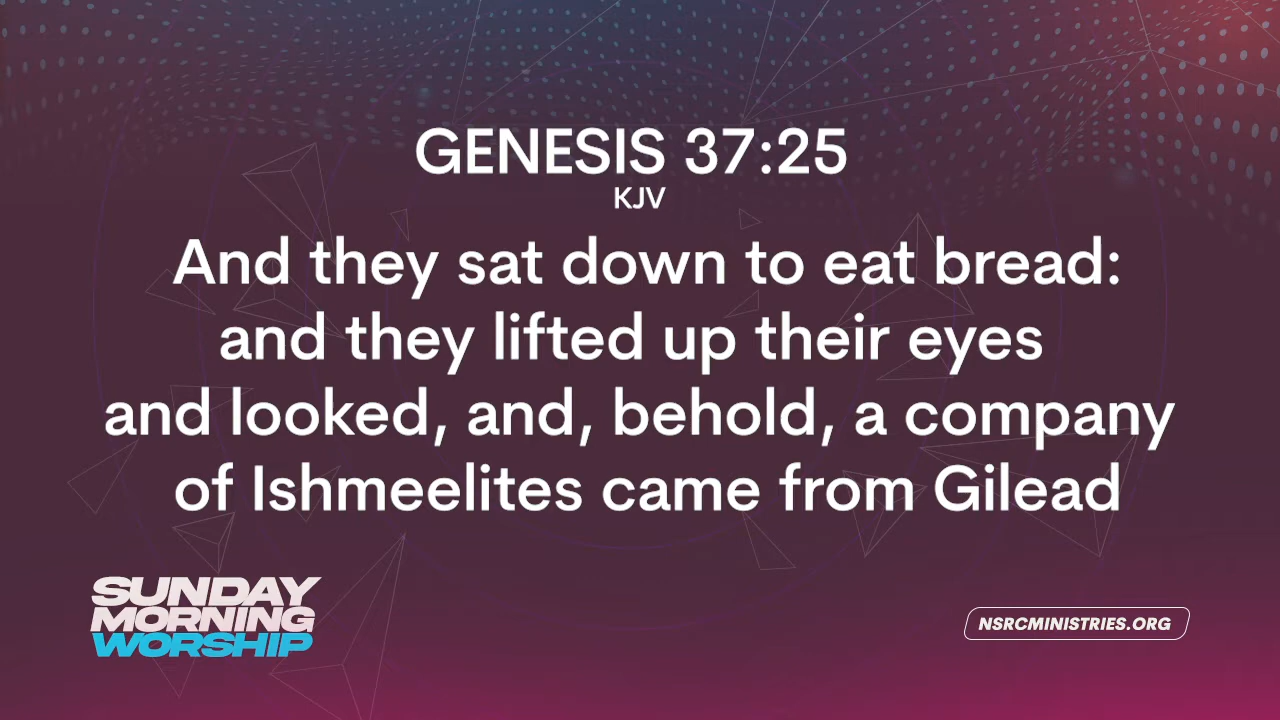 GENESIS 37:25
KJV
And they sat down to eat bread:
and they lifted up their eyes
and looked, and, behold, a company
of Ishmeelites came from Gilead
SUNDAY
MORNING
WORSHIP
NSRCMINISTRIES.ORG